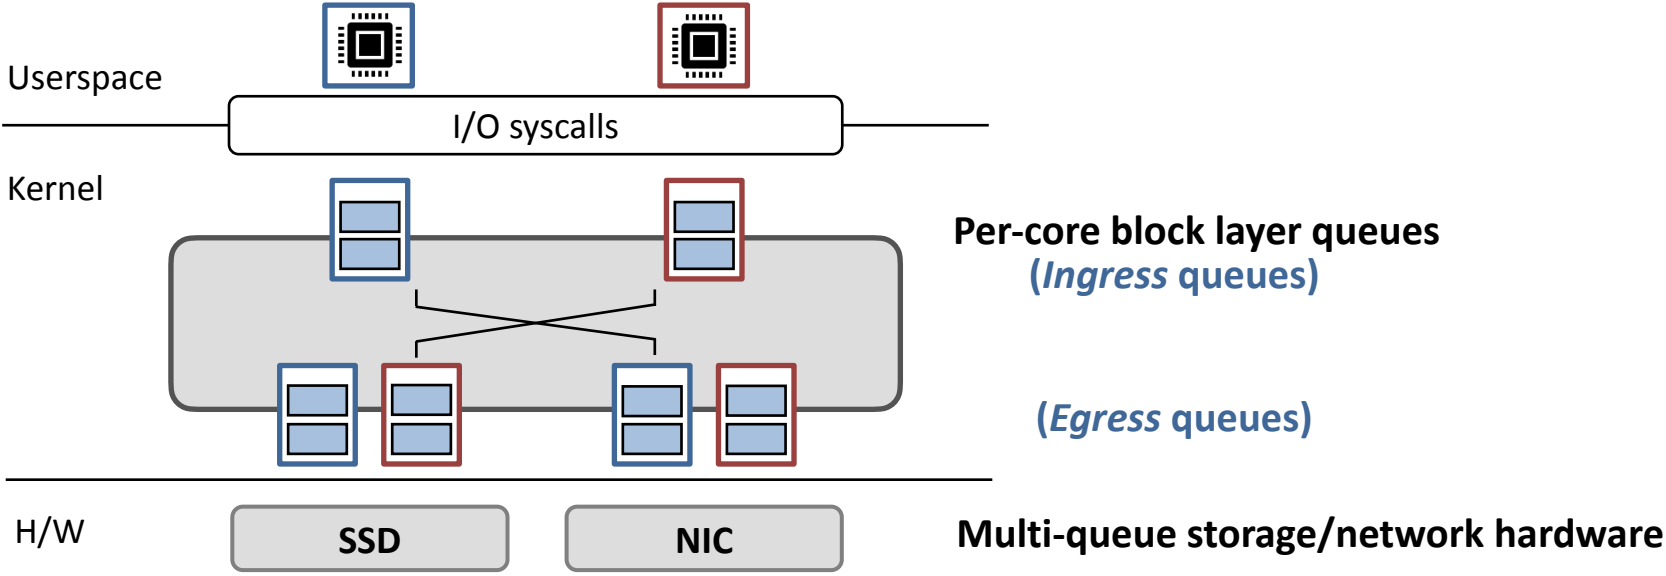 Userspace
I/O syscalls
Kernel
Per-core block layer queues
(Ingress queues)
(Egress queues)
H/W
SSD
NIC
Multi-queue storage/network hardware